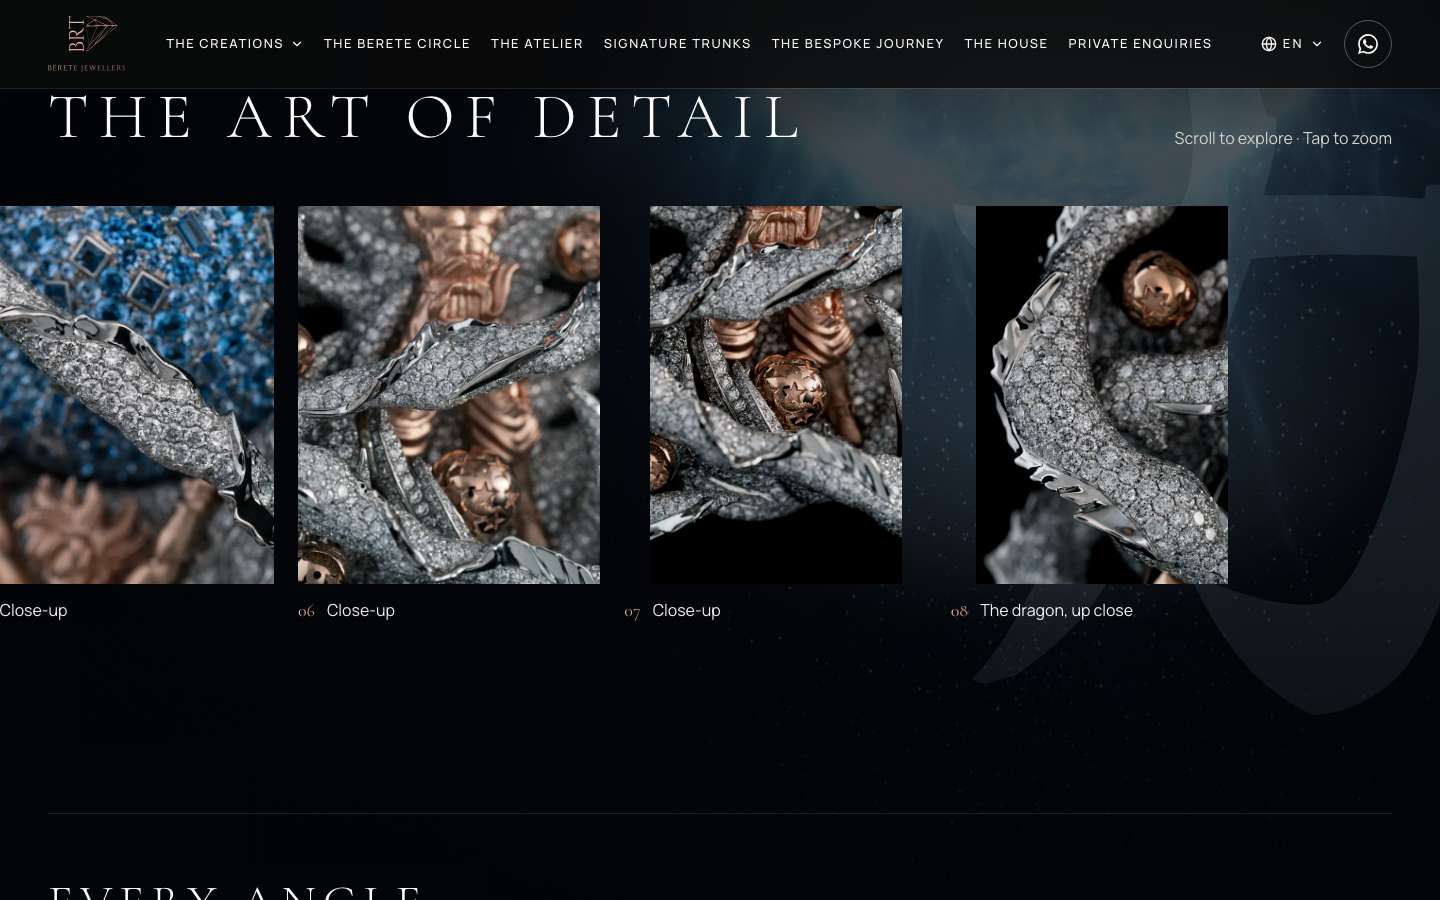 BRT
BERETE JEWELLERS
THE CREATIONS
THE BERETE CIRCLE
THE ATELIER
SIGNATURE TRUNKS
THE BESPOKE JOURNEY
THE HOUSE
PRIVATE ENQUIRIES
EN
THE ART OF DETAIL
Scroll to explore · Tap to zoom
Close-up
06 Close-up
07 Close-up
08 The dragon, up close
EVERY ANGLE